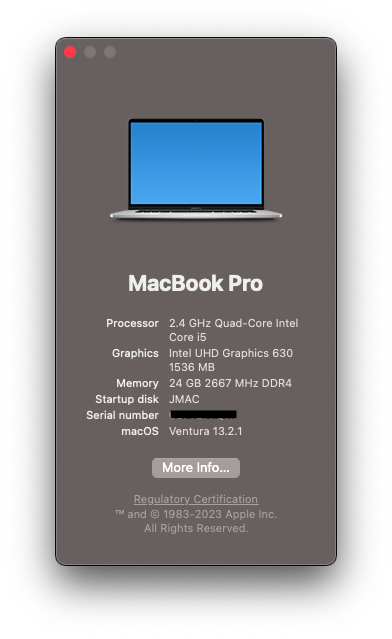 MacBook Pro
Processor 2.4 GHz Quad-Core Intel
Core i5
Graphics Intel UHD Graphics 630
1536 MB
Memory 24 GB 2667 MHz DDR4
Startup disk JMAC
Serial number
macOS Ventura 13.2.1
More Info...
Regulatory Certification
™ and © 1983-2023 Apple Inc.
All Rights Reserved.